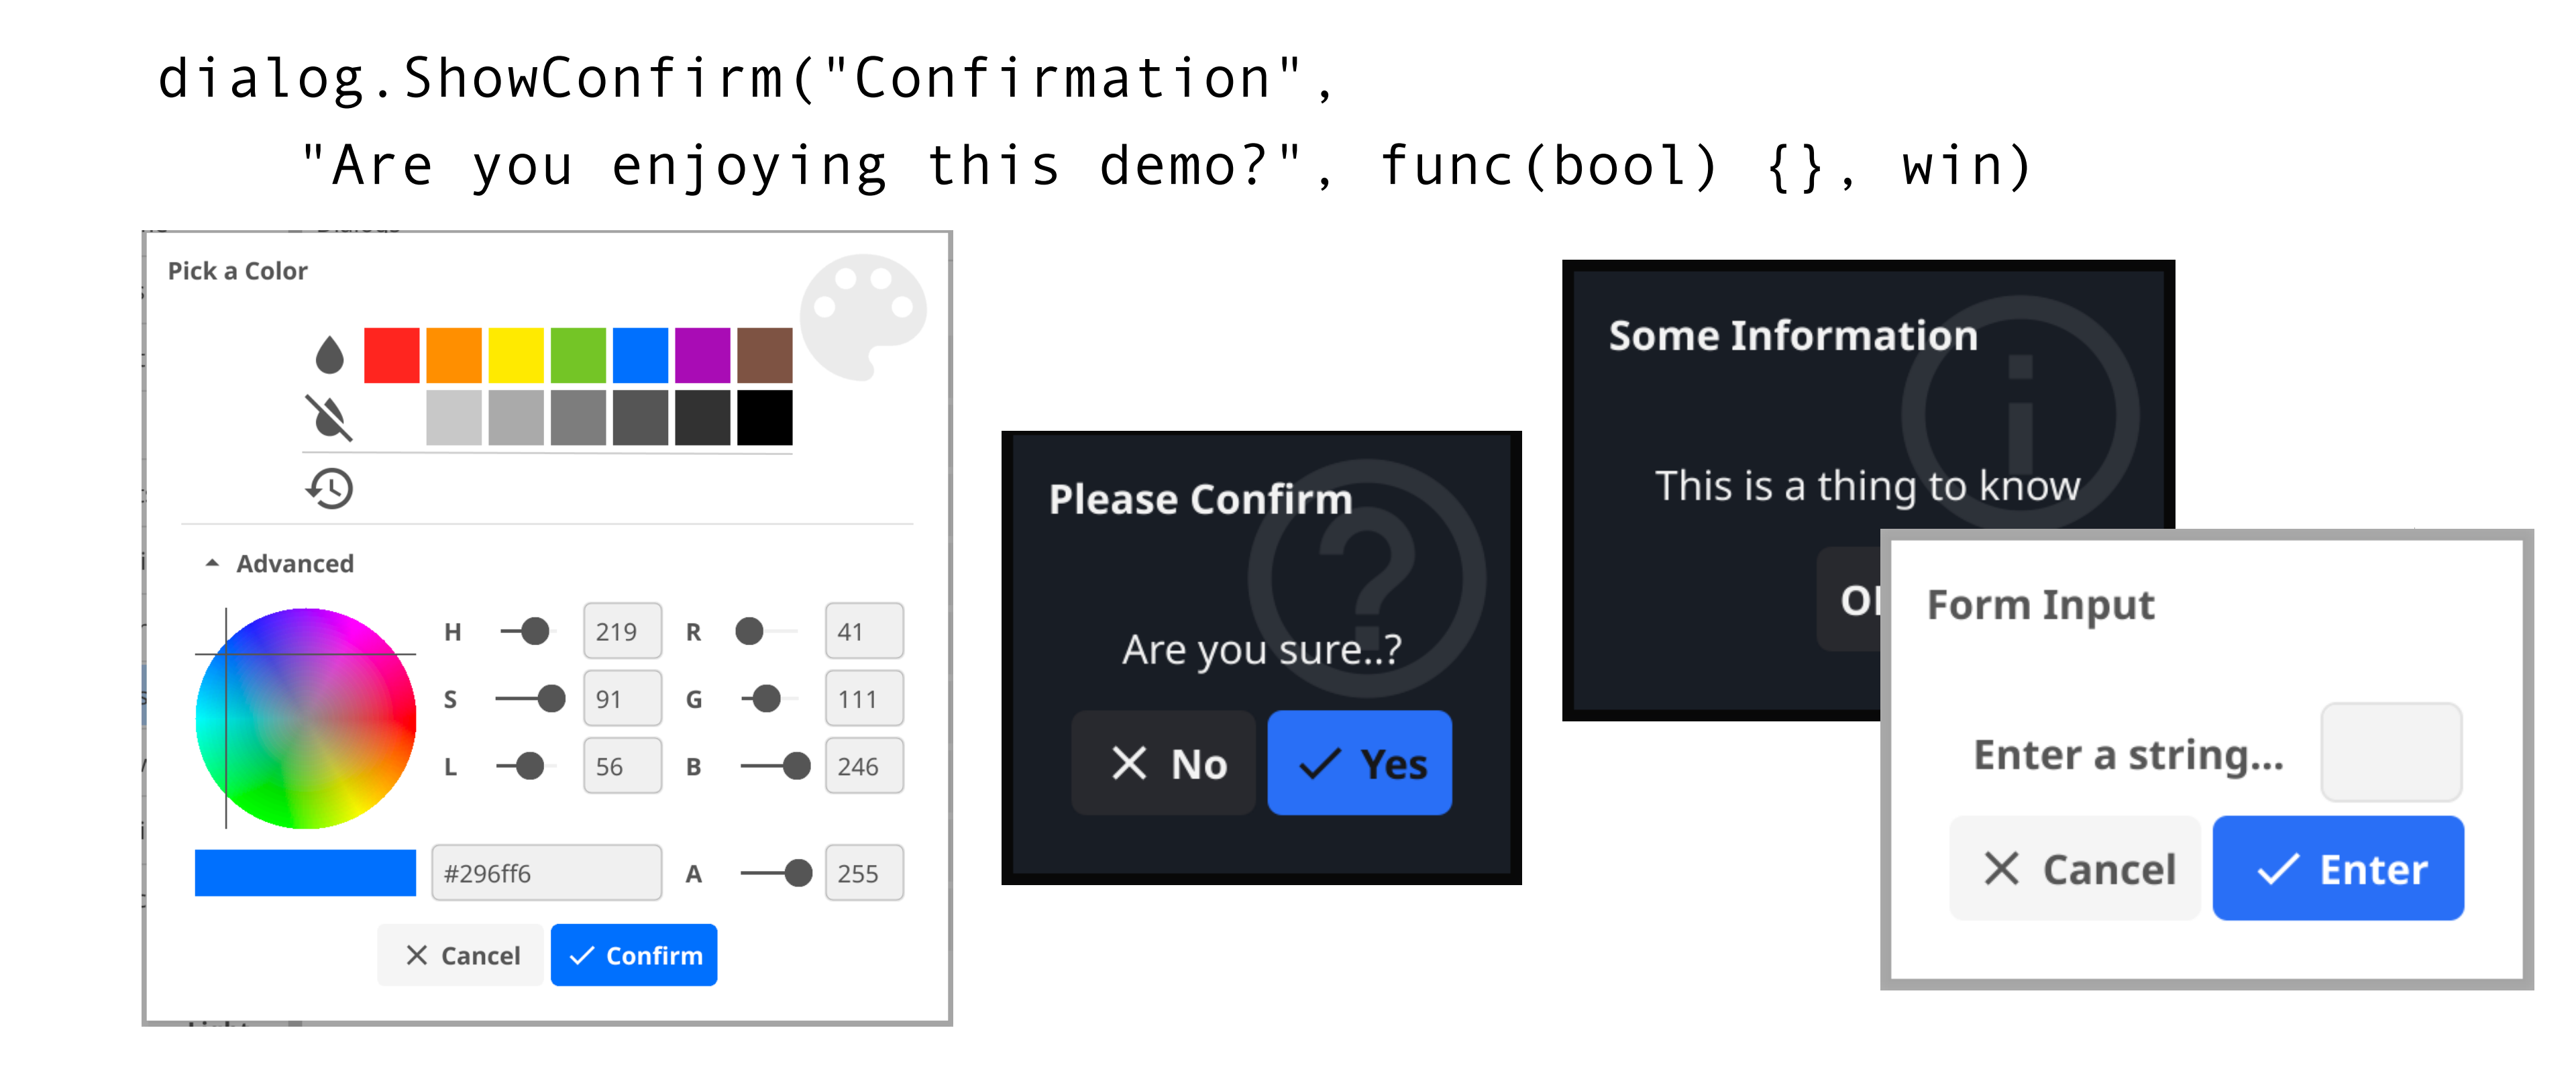 dialog.ShowConfirm("Confirmation",
"Are you enjoying this demo?", func(bool) {}, win)
Pick a Color
Advanced
H 219 R 41
S 91 G 111
L 56 B 246
#296ff6 A 255
Cancel Confirm
Please Confirm
Are you sure..?
No Yes
Some Information
This is a thing to know
Form Input
Enter a string...
Cancel Enter